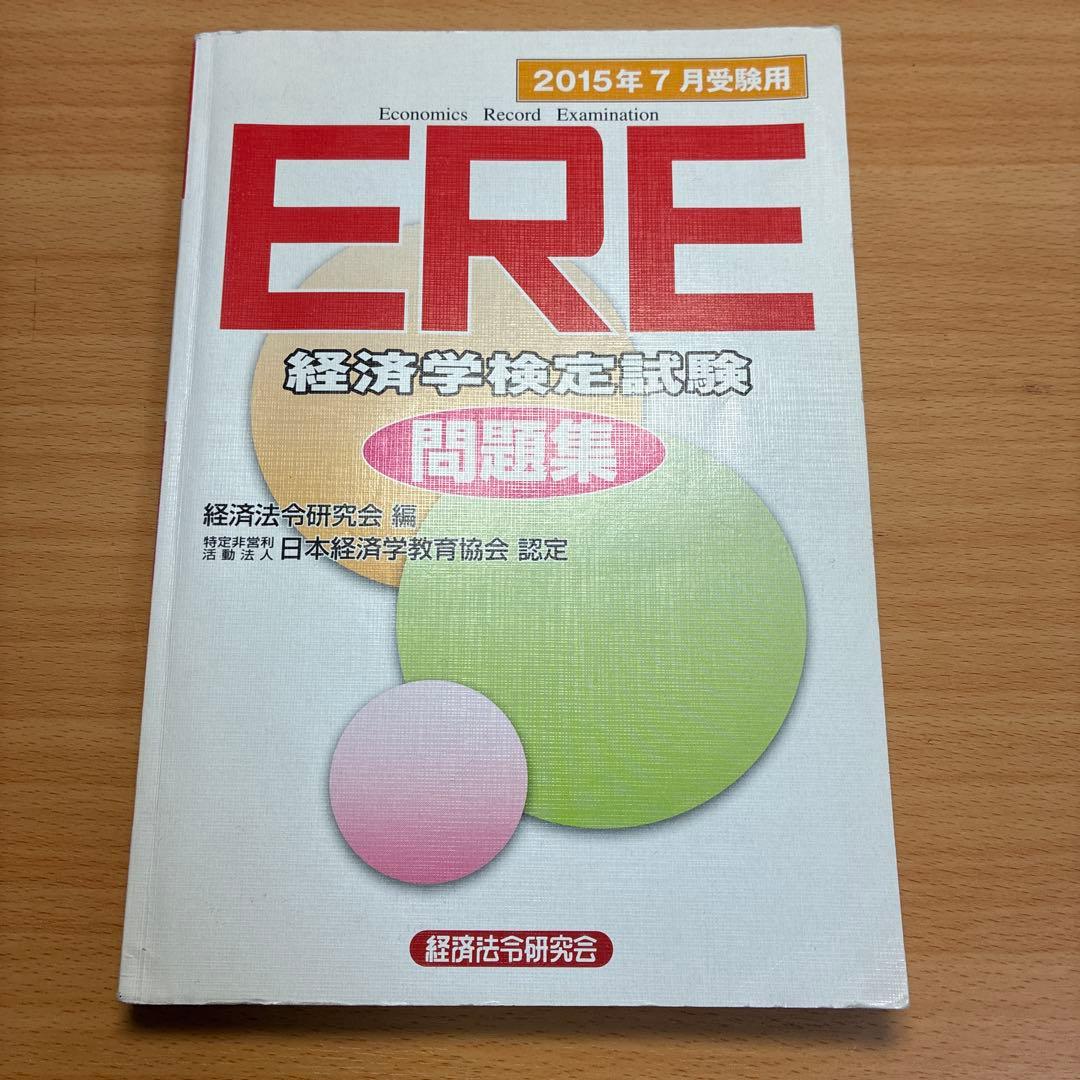 2015年7月受験用
Economics Record Examination
ERE
経済学検定試験
問題集
経済法令研究会 編
特定非営利
活動法人 日本経済学教育協会 認定
経済法令研究会